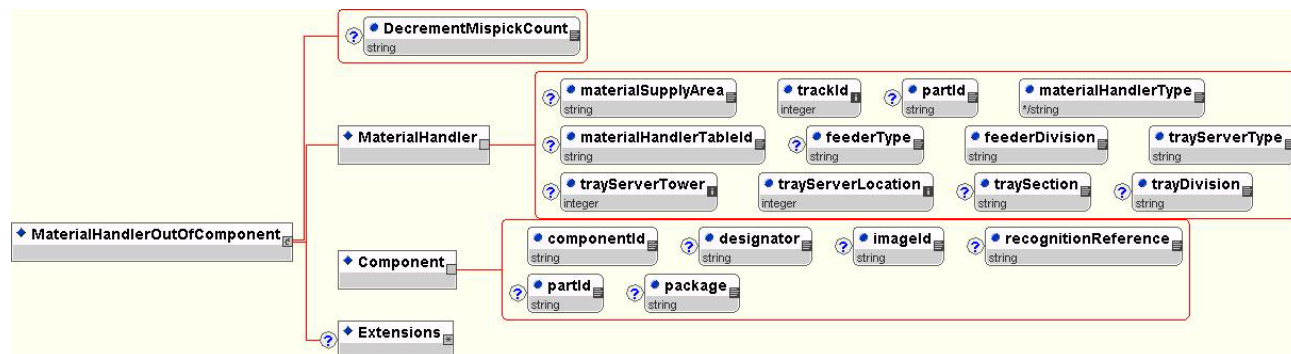 ? DecrementMispickCount
string
? materialSupplyArea trackId ? partId materialHandlerType
string integer string */string
MaterialHandler
? materialHandlerTableId ? feederType feederDivision trayServerType
string string string string
? trayServerTower trayServerLocation ? traySection ? trayDivision
integer integer string string
MaterialHandlerOutOfComponent
Component
componentId ? designator ? imageId ? recognitionReference
string string string string
? partId ? package
string string
? Extensions